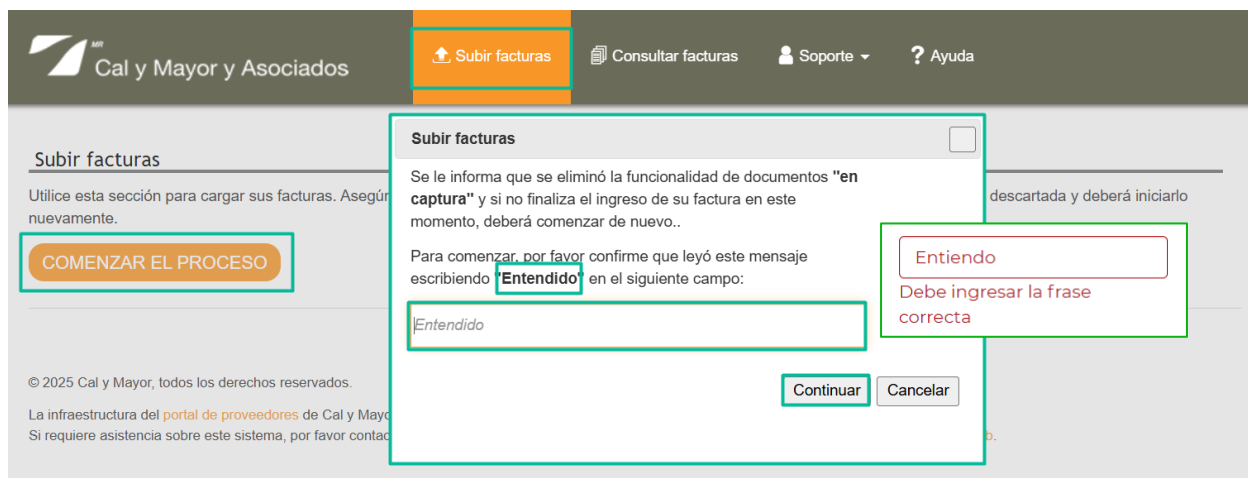 MR
Cal y Mayor y Asociados
Subir facturas
Consultar facturas
Soporte
? Ayuda
Subir facturas
Utilice esta sección para cargar sus facturas. Asegúr
descartada y deberá iniciarlo
nuevamente.
COMENZAR EL PROCESO
Subir facturas
Se le informa que se eliminó la funcionalidad de documentos "en
captura" y si no finaliza el ingreso de su factura en este
momento, deberá comenzar de nuevo..
Para comenzar, por favor confirme que leyó este mensaje
escribiendo "Entendido" en el siguiente campo:
Entendido
Continuar
Cancelar
Entiendo
Debe ingresar la frase
correcta
© 2025 Cal y Mayor, todos los derechos reservados.
La infraestructura del portal de proveedores de Cal y Mayo
Si requiere asistencia sobre este sistema, por favor contac
b.